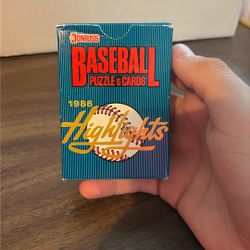 DONRUSS
BASEBALL
PUZZLE & CARDS
1986
Highlights